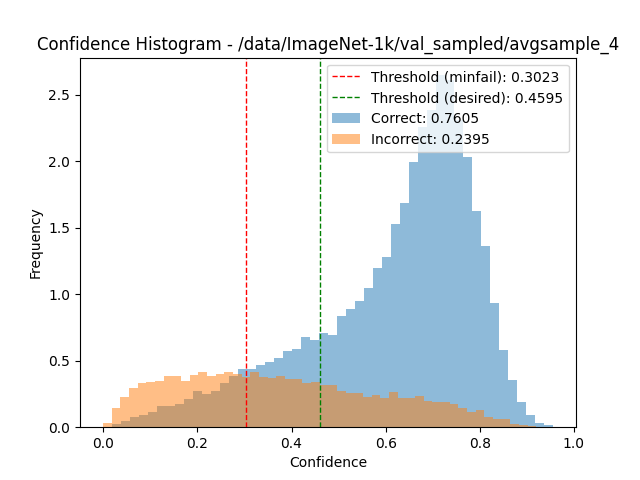 Confidence Histogram - /data/ImageNet-1k/val_sampled/avgsample_4
Threshold (minfail): 0.3023
Threshold (desired): 0.4595
Correct: 0.7605
Incorrect: 0.2395
Frequency
2.5
2.0
1.5
1.0
0.5
0.0
0.0 0.2 0.4 0.6 0.8 1.0
Confidence